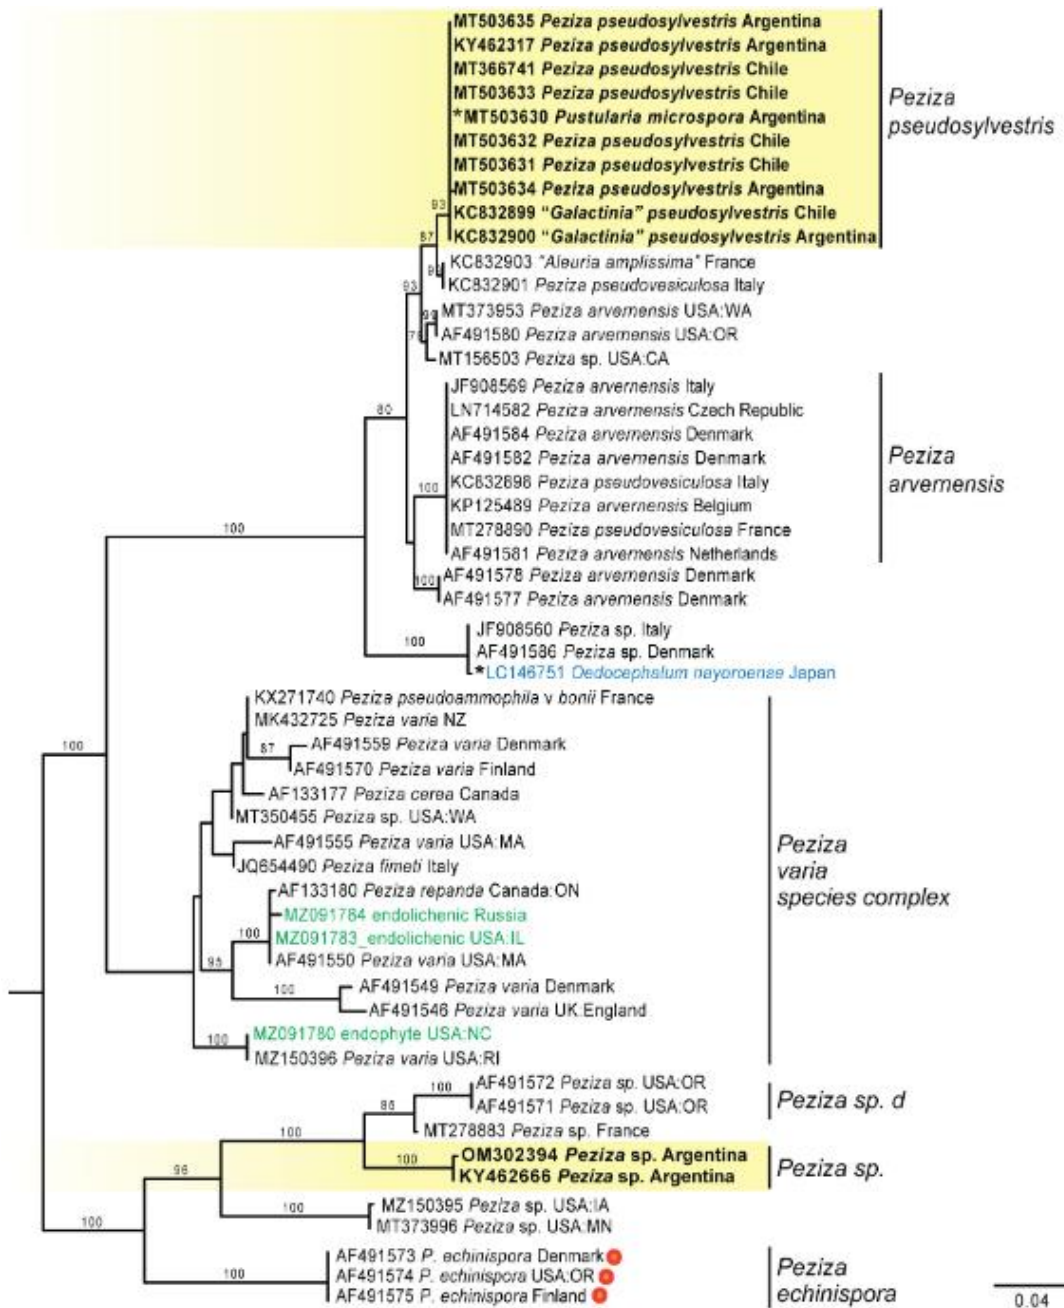 MT503635 Peziza pseudosylvestris Argentina
KY462317 Peziza pseudosylvestris Argentina
MT366741 Peziza pseudosylvestris Chile
MT503633 Peziza pseudosylvestris Chile
*MT503630 Pustularia microspora Argentina
MT503632 Peziza pseudosylvestris Chile
MT503631 Peziza pseudosylvestris Chile
MT503634 Peziza pseudosylvestris Argentina
93
KC832899 "Galactinia" pseudosylvestris Chile
KC832900 "Galactinia" pseudosylvestris Argentina
Peziza
pseudosylvestris
87
KC832903 "Aleuria amplissima" France
KC832901 Peziza pseudovesiculosa Italy
93
MT373953 Peziza arvernensis USA:WA
99
AF491580 Peziza arvernensis USA:OR
MT156503 Peziza sp. USA:CA
JF908569 Peziza arvernensis Italy
LN714582 Peziza arvernensis Czech Republic
80
AF491584 Peziza arvernensis Denmark
AF491582 Peziza arvernensis Denmark
KC832898 Peziza pseudovesiculosa Italy
100
KP125489 Peziza arvernensis Belgium
MT278890 Peziza pseudovesiculosa France
AF491581 Peziza arvernensis Netherlands
Peziza
arvernensis
100
AF491578 Peziza arvernensis Denmark
100
AF491577 Peziza arvernensis Denmark
JF908560 Peziza sp. Italy
100
AF491586 Peziza sp. Denmark
*LC146751 Oedocephalum nayoroense Japan
KX271740 Peziza pseudoammophila v bonii France
MK432725 Peziza varia NZ
100
87
AF491559 Peziza varia Denmark
AF491570 Peziza varia Finland
AF133177 Peziza cerea Canada
MT350455 Peziza sp. USA:WA
AF491555 Peziza varia USA:MA
JQ654490 Peziza fimeti Italy
AF133180 Peziza repanda Canada:ON
MZ091784 endolichenic Russia
100
MZ091783_endolichenic USA:IL
95
AF491550 Peziza varia USA:MA
100
AF491549 Peziza varia Denmark
AF491546 Peziza varia UK:England
MZ091780 endophyte USA:NC
100
MZ150396 Peziza varia USA:RI
Peziza
varia
species complex
100
AF491572 Peziza sp. USA:OR
AF491571 Peziza sp. USA:OR
Peziza sp. d
85
MT278883 Peziza sp. France
100
OM302394 Peziza sp. Argentina
100
KY462666 Peziza sp. Argentina
Peziza sp.
96
MZ150395 Peziza sp. USA:IA
100
MT373996 Peziza sp. USA:MN
100
AF491573 P. echinispora Denmark
100
AF491574 P. echinispora USA:OR
AF491575 P. echinispora Finland
Peziza
echinispora
0.04